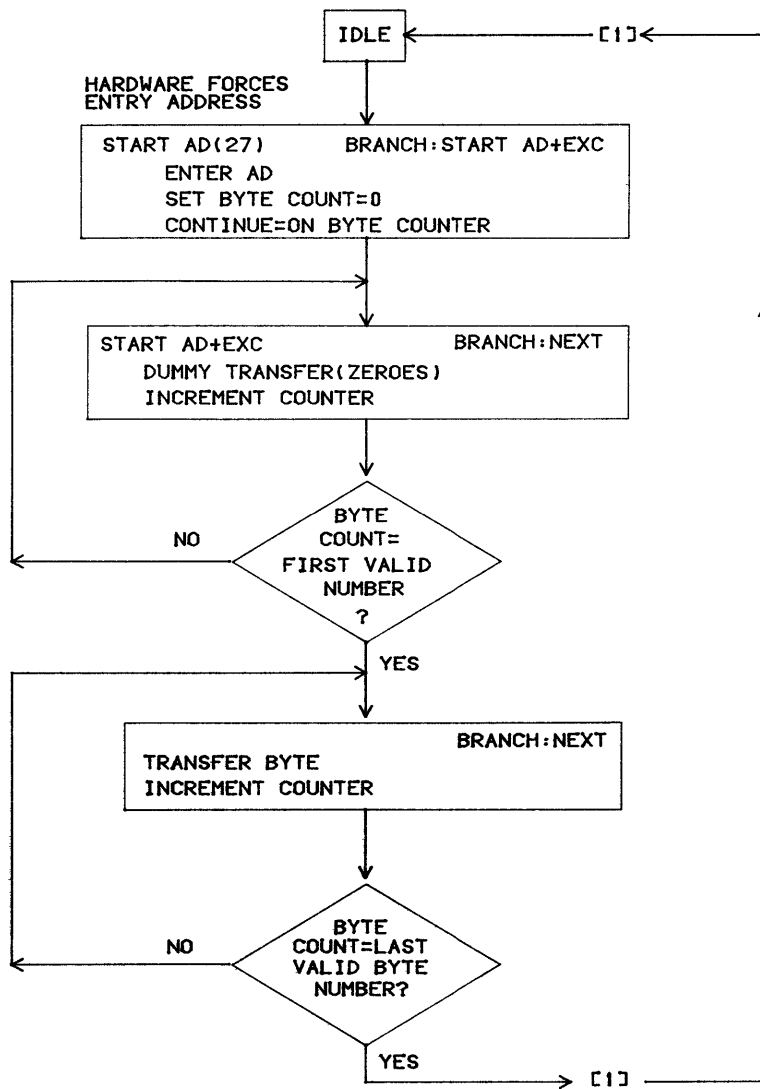 IDLE
[1]
HARDWARE FORCES
ENTRY ADDRESS
START AD(27) BRANCH:START AD+EXC
ENTER AD
SET BYTE COUNT=0
CONTINUE=ON BYTE COUNTER
START AD+EXC BRANCH:NEXT
DUMMY TRANSFER(ZEROES)
INCREMENT COUNTER
BYTE
COUNT=
FIRST VALID
NUMBER
?
NO
YES
BRANCH:NEXT
TRANSFER BYTE
INCREMENT COUNTER
BYTE
COUNT=LAST
VALID BYTE
NUMBER?
NO
YES
[1]